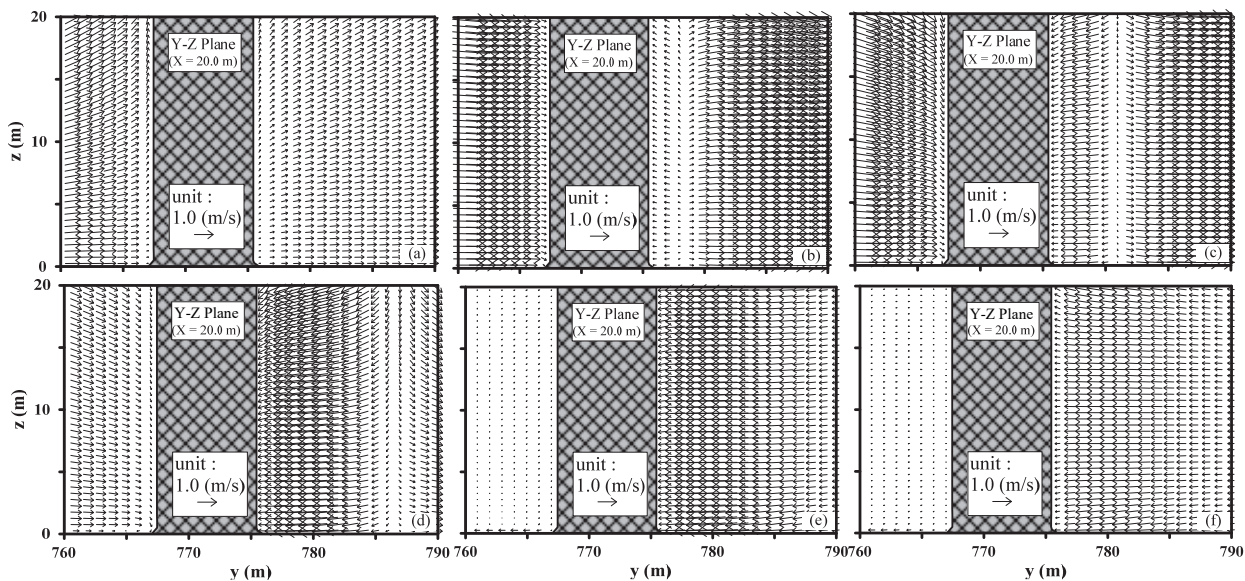 20
10
0
z (m)
Y-Z Plane
(X = 20.0 m)
unit :
1.0 (m/s)
(a)
Y-Z Plane
(X = 20.0 m)
unit :
1.0 (m/s)
(b)
Y-Z Plane
(X = 20.0 m)
unit :
1.0 (m/s)
(c)
20
10
0
z (m)
Y-Z Plane
(X = 20.0 m)
unit :
1.0 (m/s)
(d)
Y-Z Plane
(X = 20.0 m)
unit :
1.0 (m/s)
(e)
Y-Z Plane
(X = 20.0 m)
unit :
1.0 (m/s)
(f)
760 770 780 790
760 770 780 790
760 770 780 790
y (m) y (m) y (m)